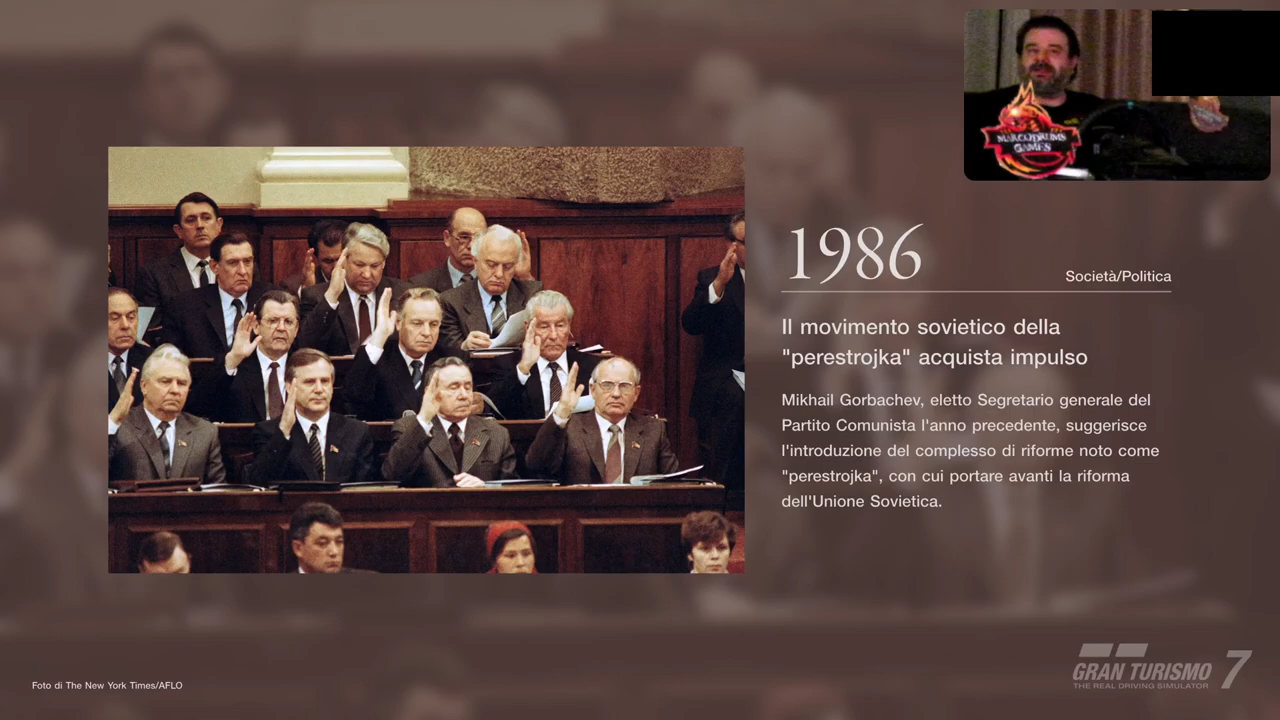 MARCODRUMS
GAMES
1986
Società/Politica
Il movimento sovietico della
"perestrojka" acquista impulso
Mikhail Gorbachev, eletto Segretario generale del
Partito Comunista l'anno precedente, suggerisce
l'introduzione del complesso di riforme noto come
"perestrojka", con cui portare avanti la riforma
dell'Unione Sovietica.
Foto di The New York Times/AFLO
GRAN TURISMO 7
THE REAL DRIVING SIMULATOR